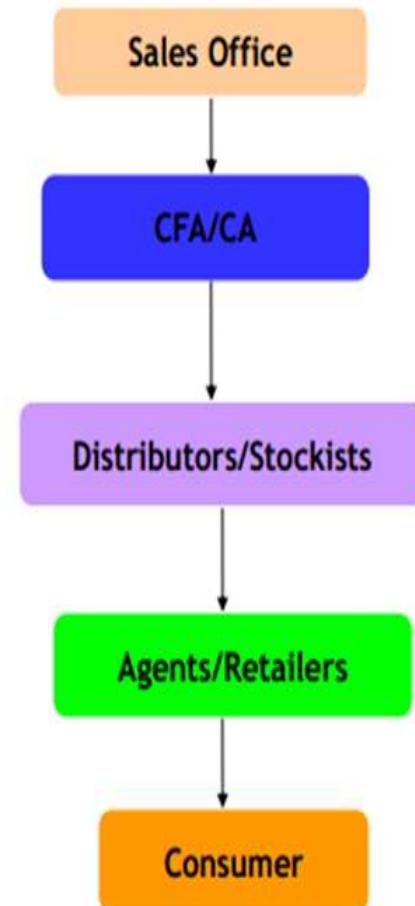 Sales Office
CFA/CA
Distributors/Stockists
Agents/Retailers
Consumer